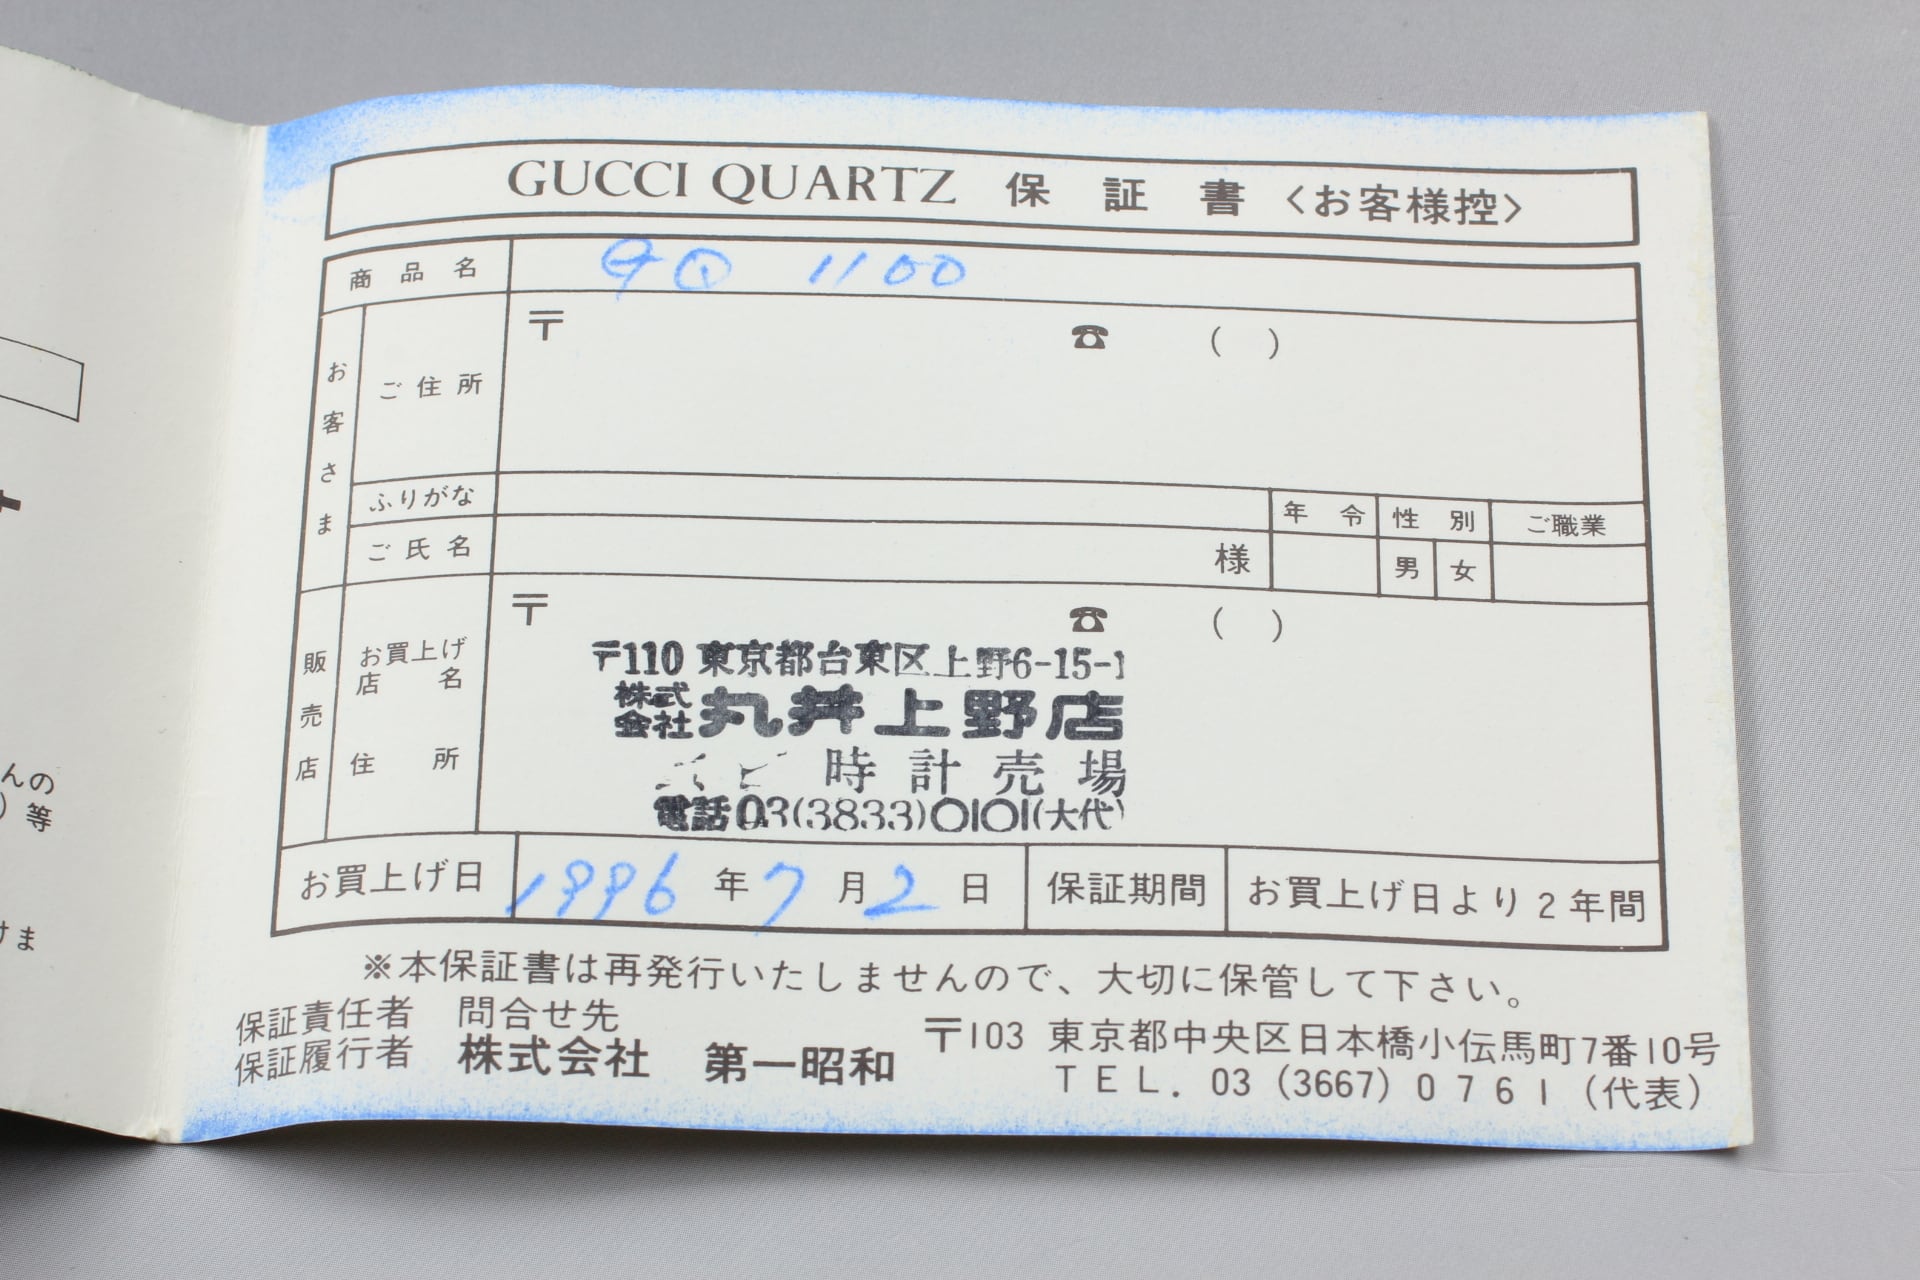 GUCCI QUARTZ 保証書〈お客様控〉
商品名 GQ 1100
お客さま
ご住所 〒 ☎ ( )
ふりがな 年令 性別 ご職業
ご氏名 様 男 女
販売店
お買上げ店名
住所
〒 ☎ ( )
〒110 東京都台東区上野6-15-1
株式会社 丸井上野店
時計売場
電話03(3833)0101(大代)
お買上げ日 1996年7月2日 保証期間 お買上げ日より2年間
※本保証書は再発行いたしませんので、大切に保管して下さい。
保証責任者 問合せ先
保証履行者 株式会社 第一昭和
〒103 東京都中央区日本橋小伝馬町7番10号
TEL. 03 (3667) 0761 (代表)
んの
) 等
けま